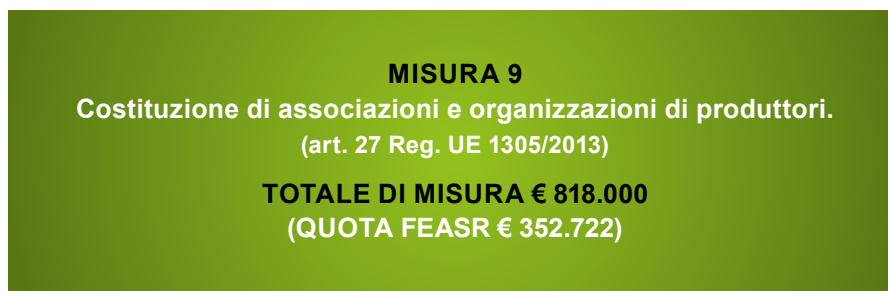 MISURA 9
Costituzione di associazioni e organizzazioni di produttori.
(art. 27 Reg. UE 1305/2013)
TOTALE DI MISURA € 818.000
(QUOTA FEASR € 352.722)